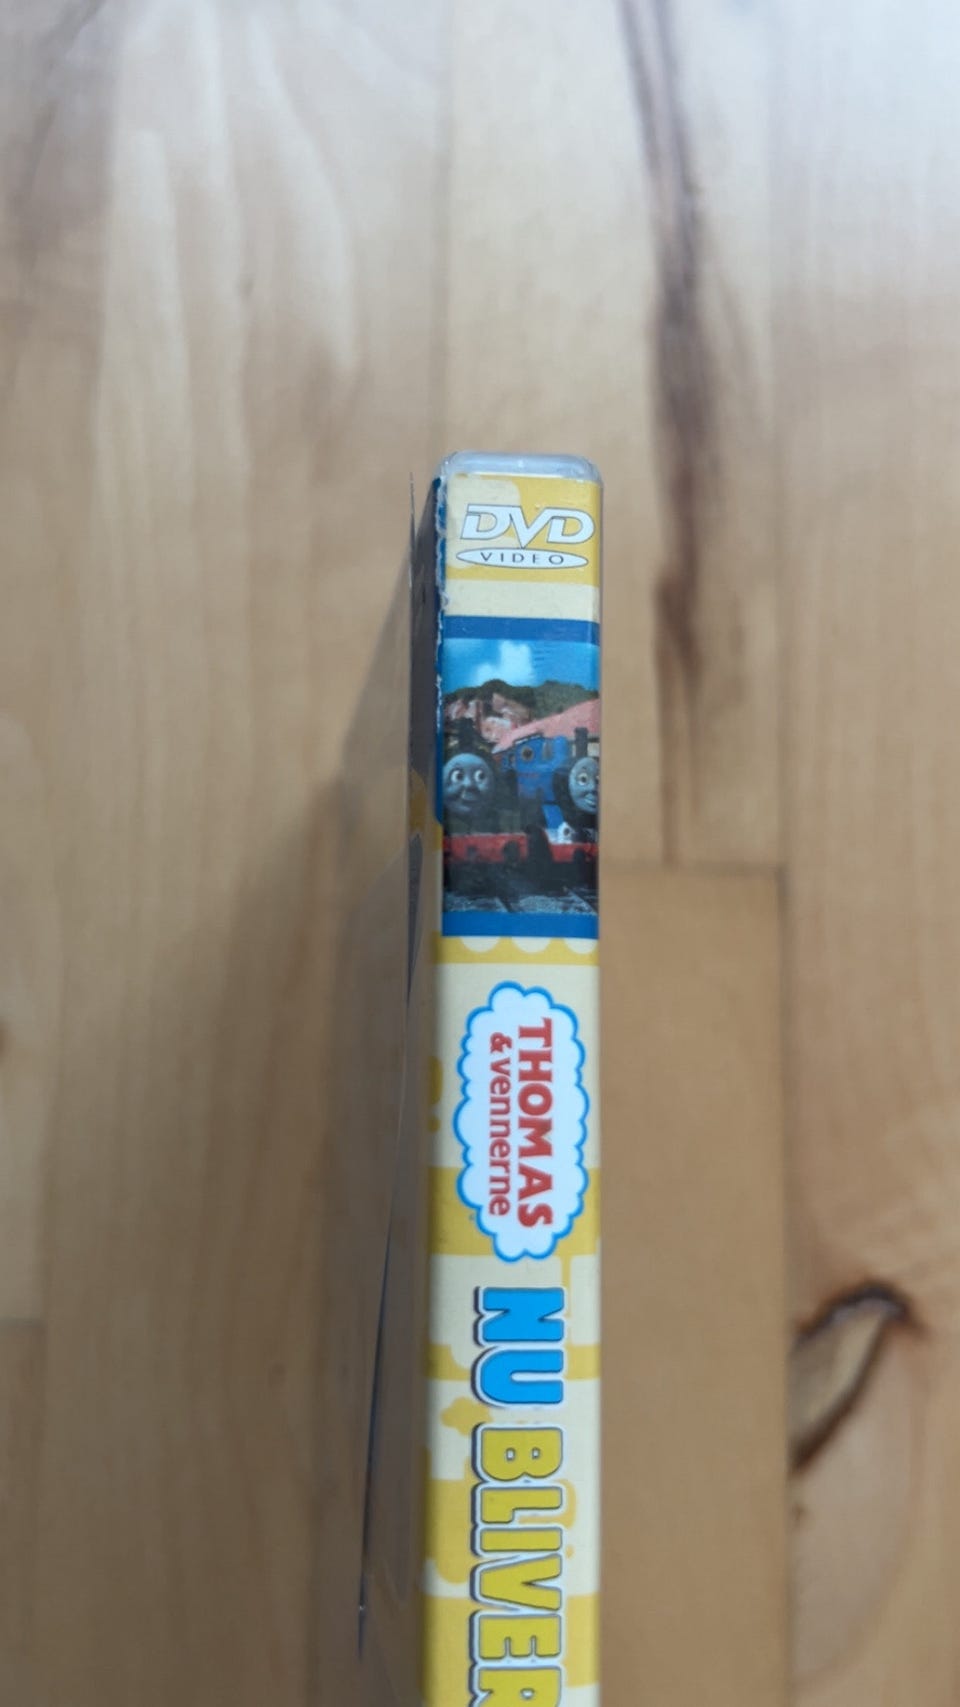 DVD
VIDEO
THOMAS
& vennerne
NU BLIVER